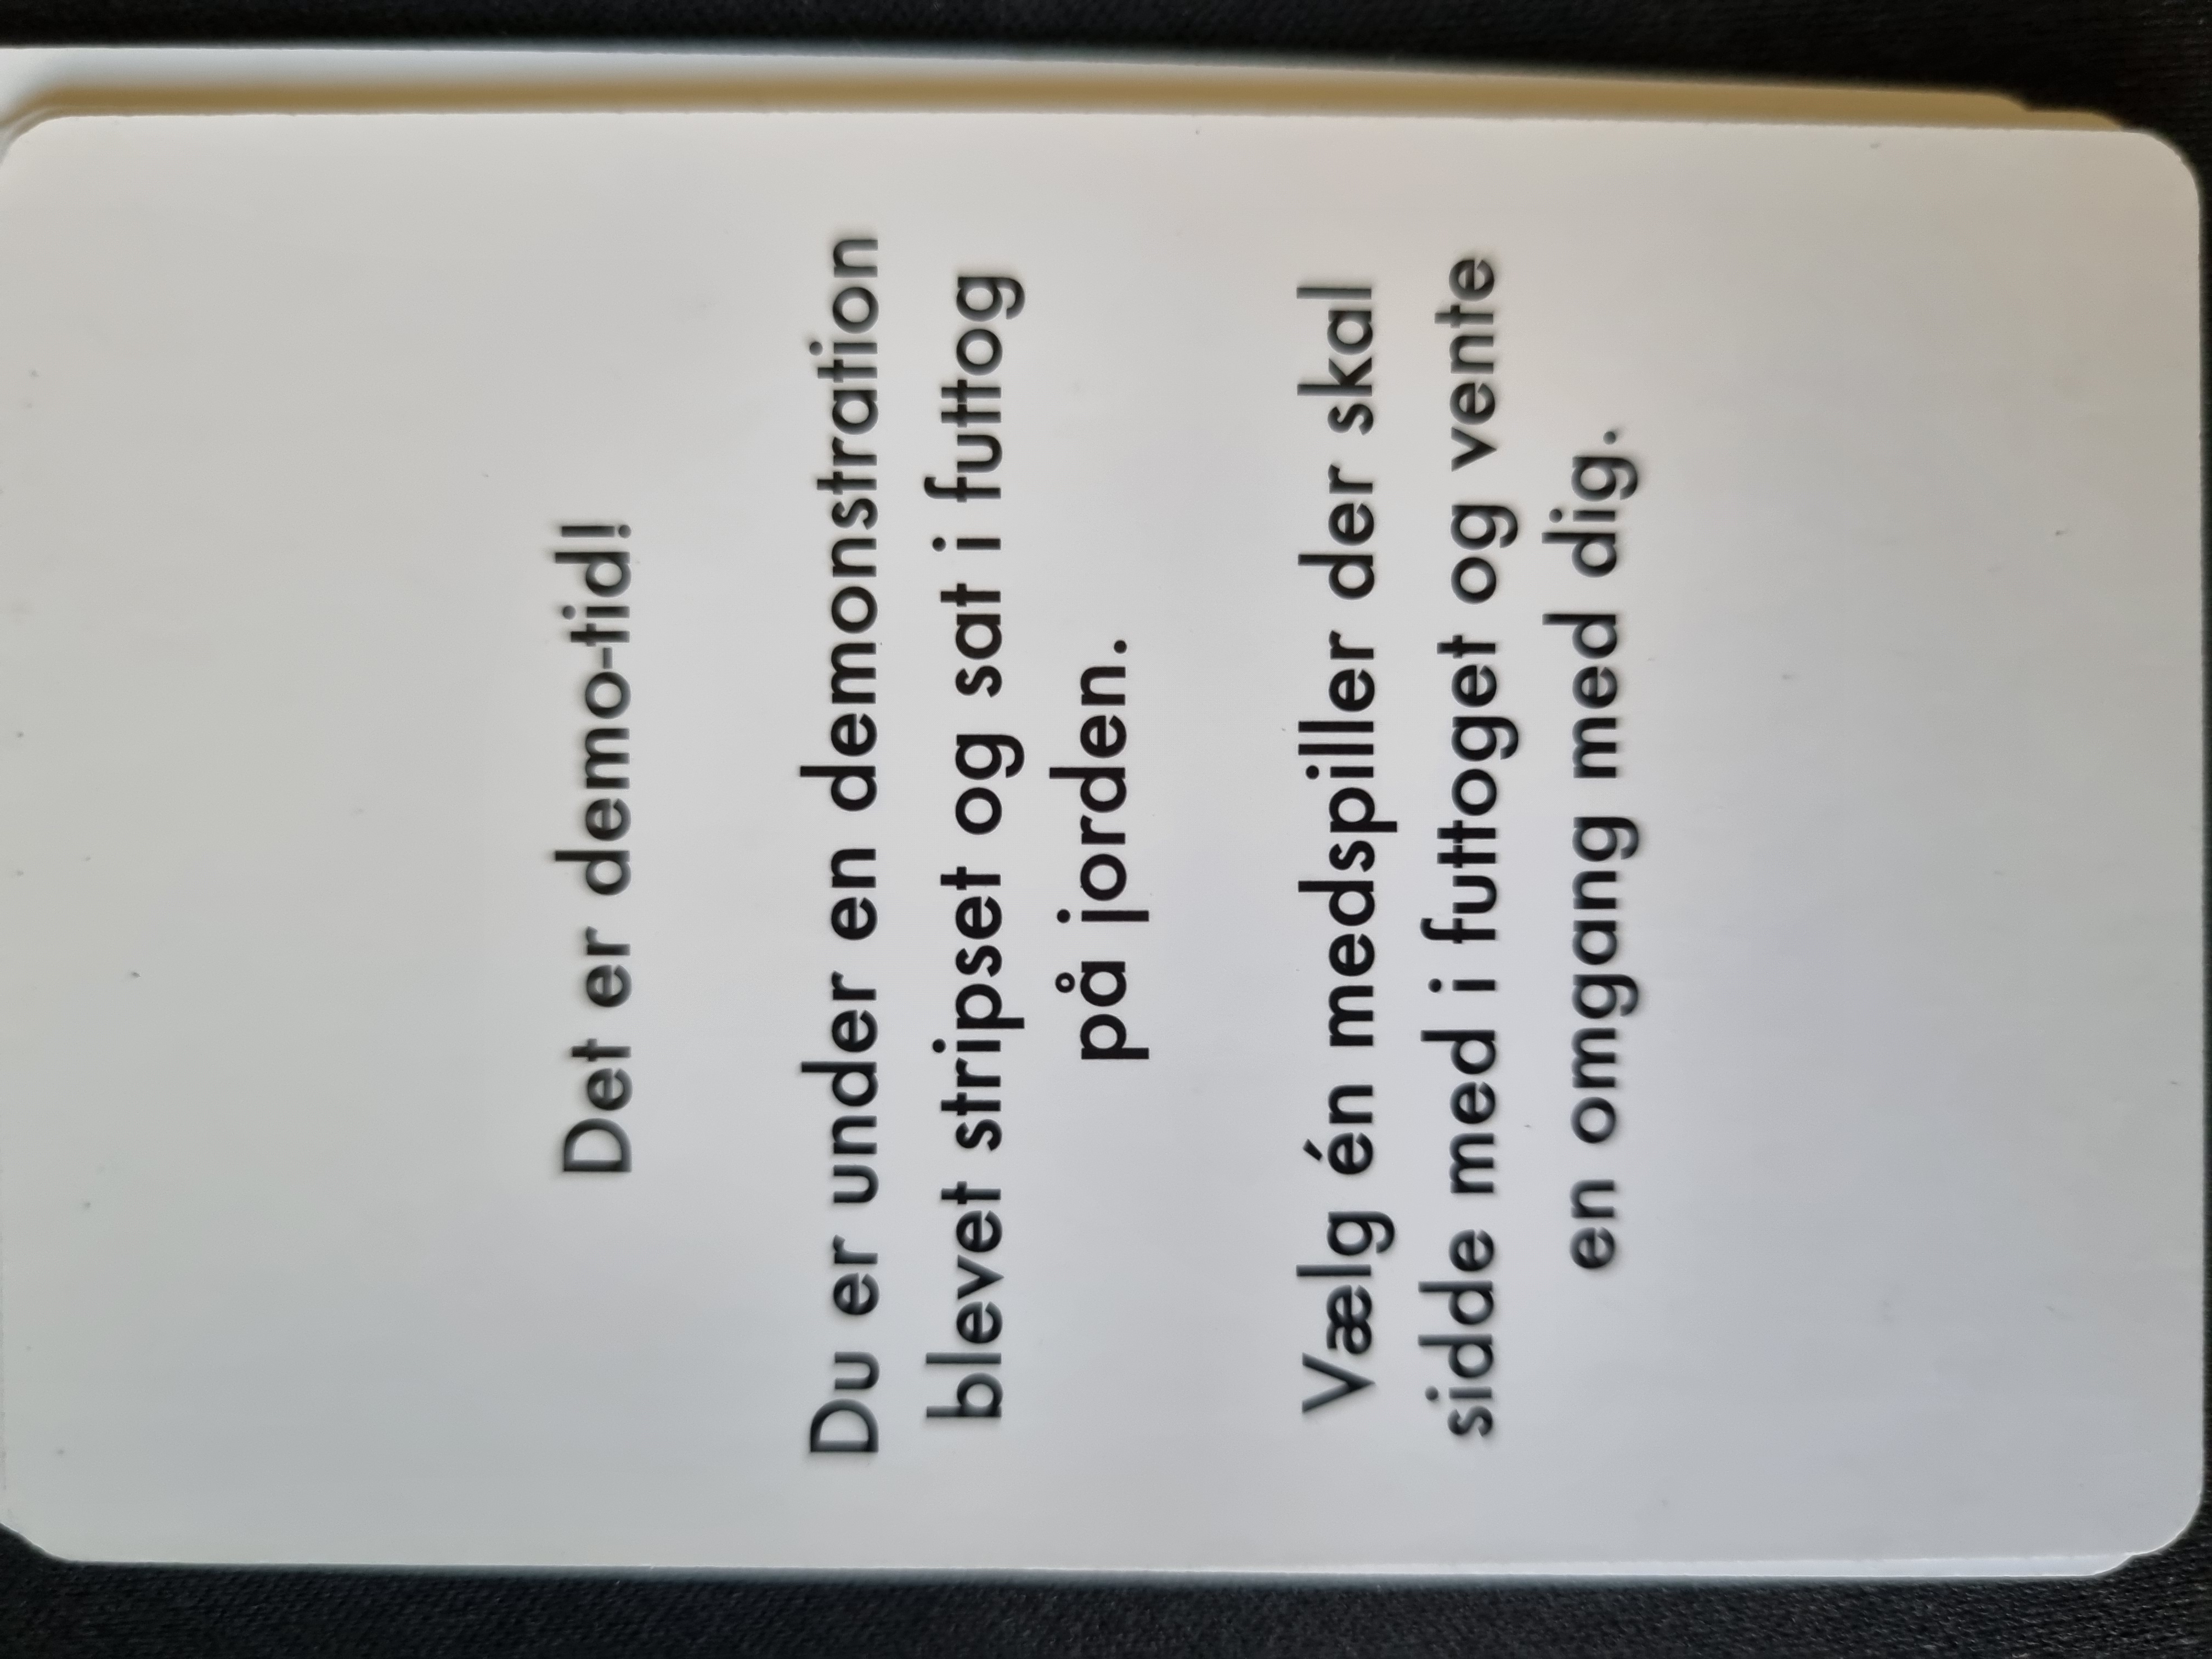 Det er demo-tid!
Du er under en demonstration
blevet stripset og sat i futtog
på jorden.
Vælg én medspiller der skal
sidde med i futtoget og vente
en omgang med dig.